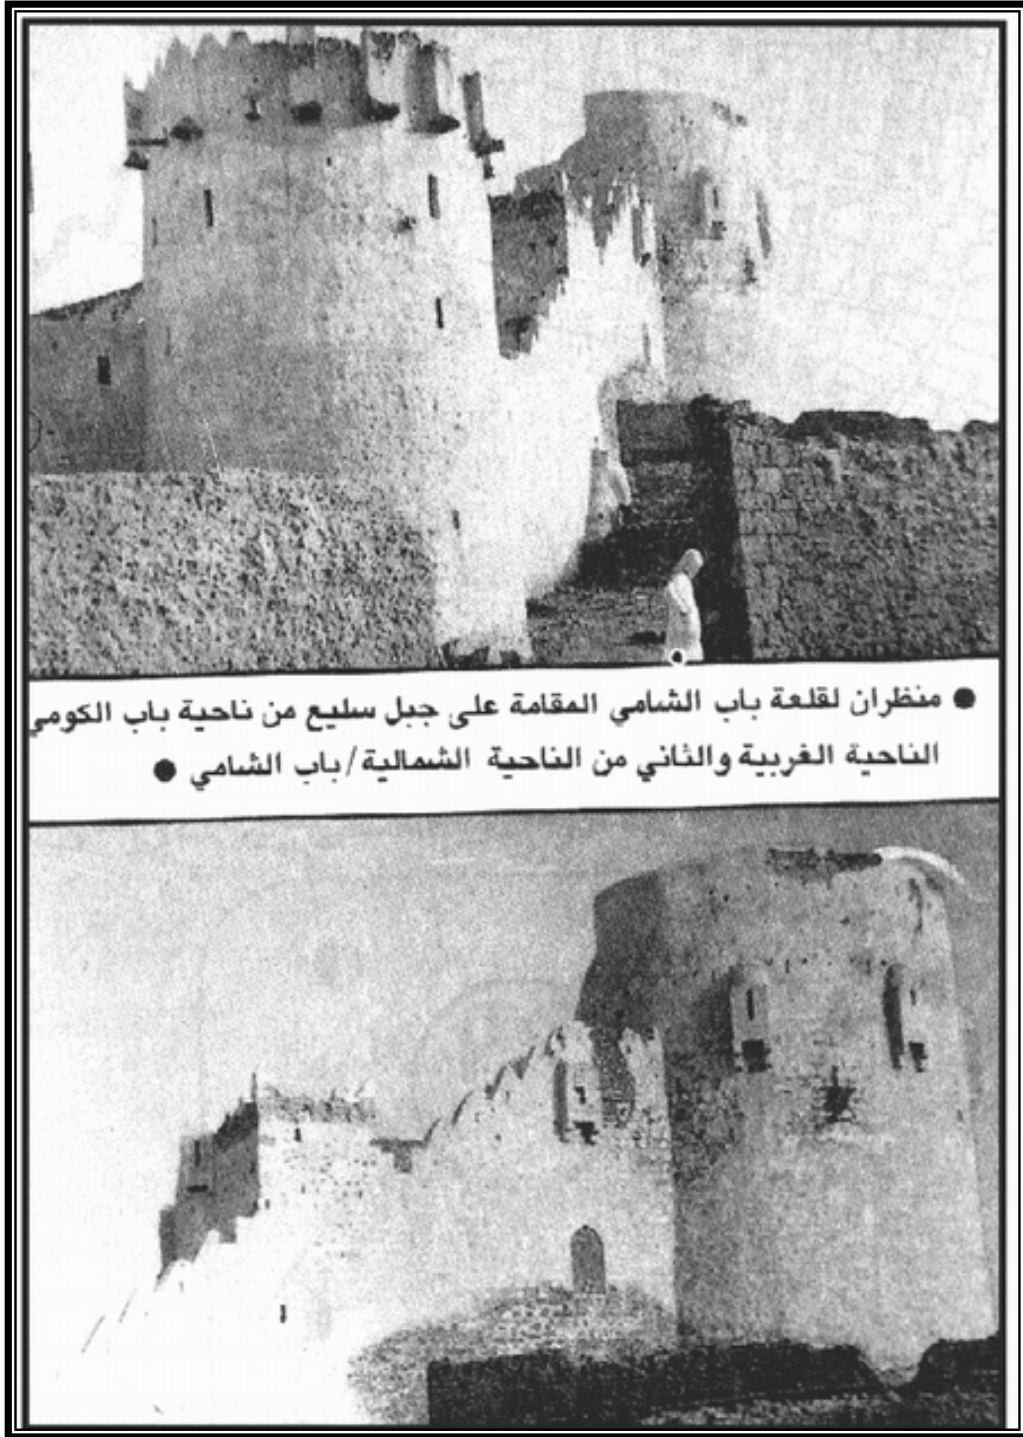 ● منظران لقلعة باب الشامي المقامة على جبل سليع من ناحية باب الكومي
الناحية الغربية والثاني من الناحية الشمالية/باب الشامي ●